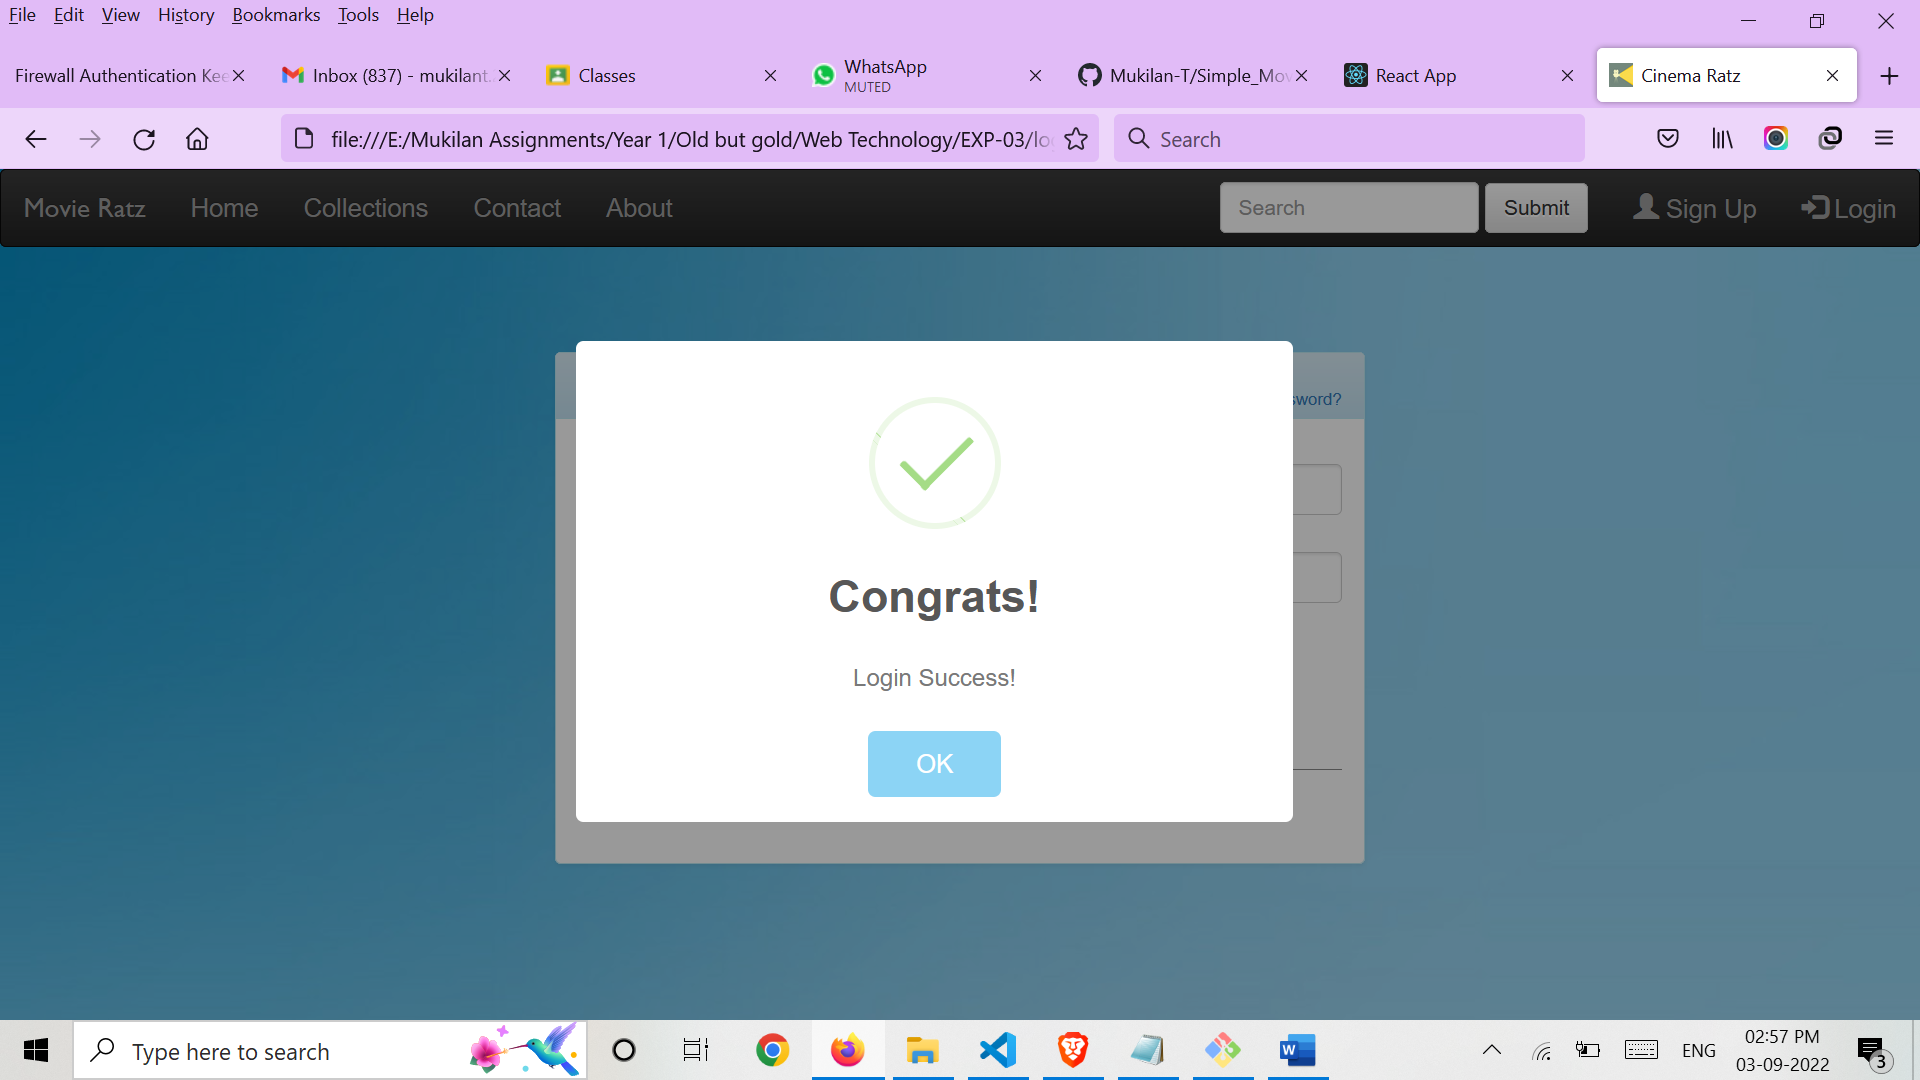 File Edit View History Bookmarks Tools Help
Firewall Authentication Kee
Inbox (837) - mukilant.
Classes
WhatsApp
MUTED
Mukilan-T/Simple_Mov
React App
Cinema Ratz
file:///E:/Mukilan Assignments/Year 1/Old but gold/Web Technology/EXP-03/lo
Search
Movie Ratz Home Collections Contact About
Search
Submit
Sign Up
Login
sword?
Congrats!
Login Success!
OK
Type here to search
W
ENG
02:57 PM
03-09-2022
3